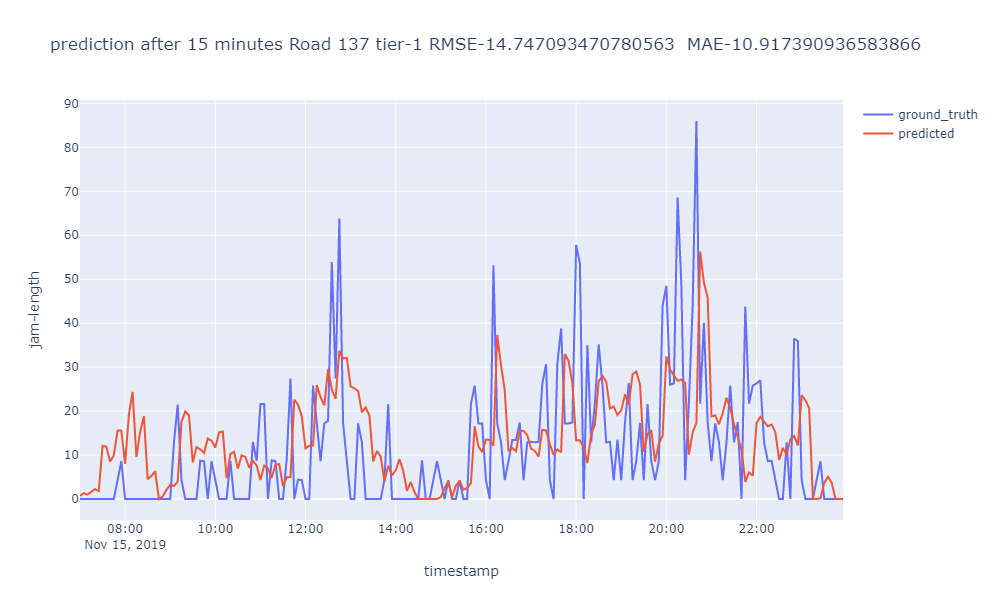 prediction after 15 minutes Road 137 tier-1 RMSE-14.747093470780563  MAE-10.917390936583866
ground_truth
predicted
jam-length
90
80
70
60
50
40
30
20
10
0
08:00 10:00 12:00 14:00 16:00 18:00 20:00 22:00
Nov 15, 2019
timestamp